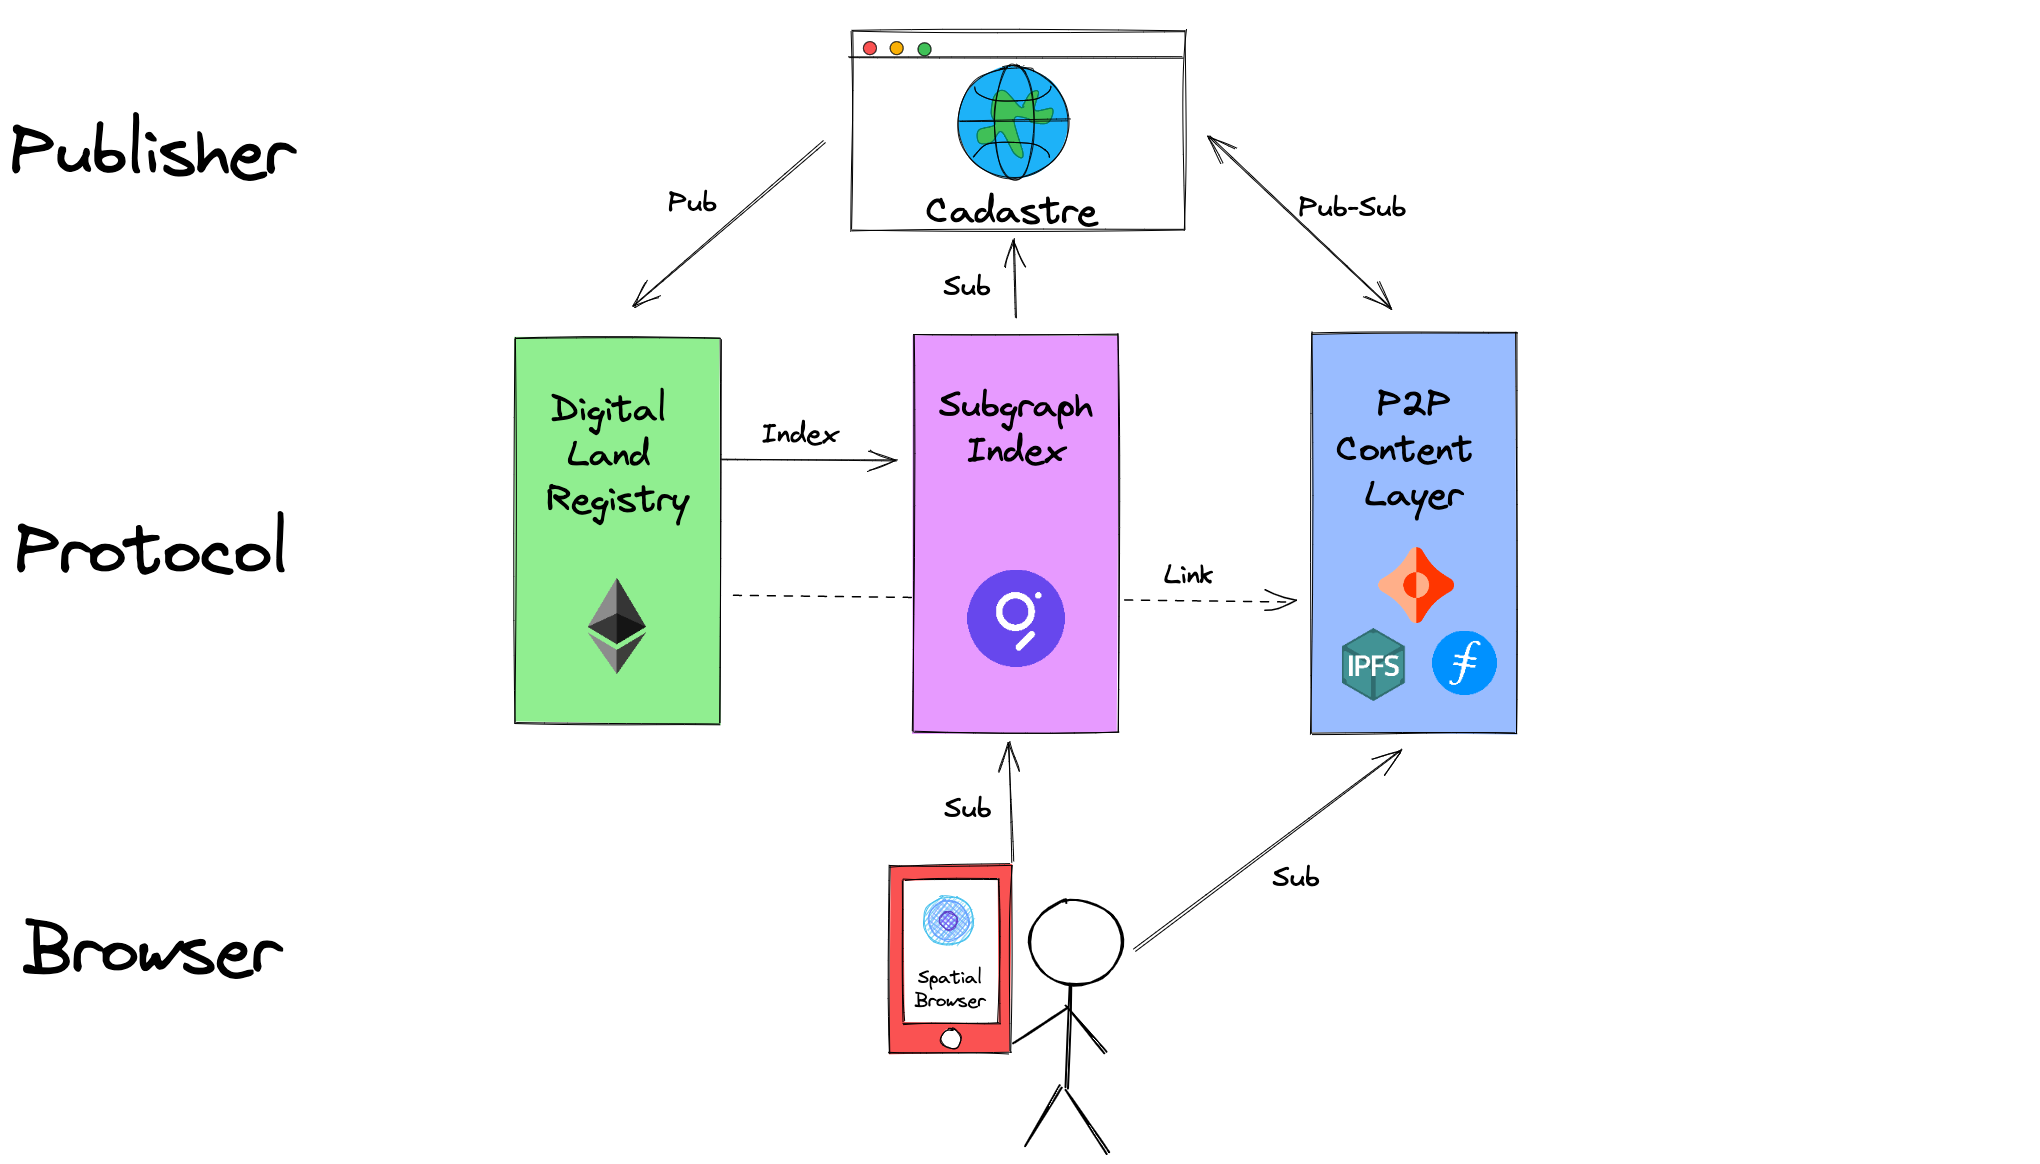 Publisher
Cadastre
Pub
Pub-Sub
Sub
Protocol
Digital
Land
Registry
Index
Subgraph
Index
Link
P2P
Content
Layer
IPFS
Browser
Sub
Sub
Spatial
Browser